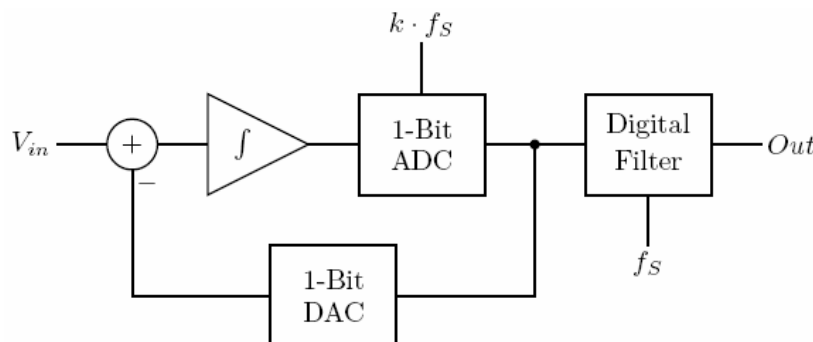 k · f_S
V_in
+
−
∫
1-Bit
ADC
Digital
Filter
Out
1-Bit
DAC
f_S